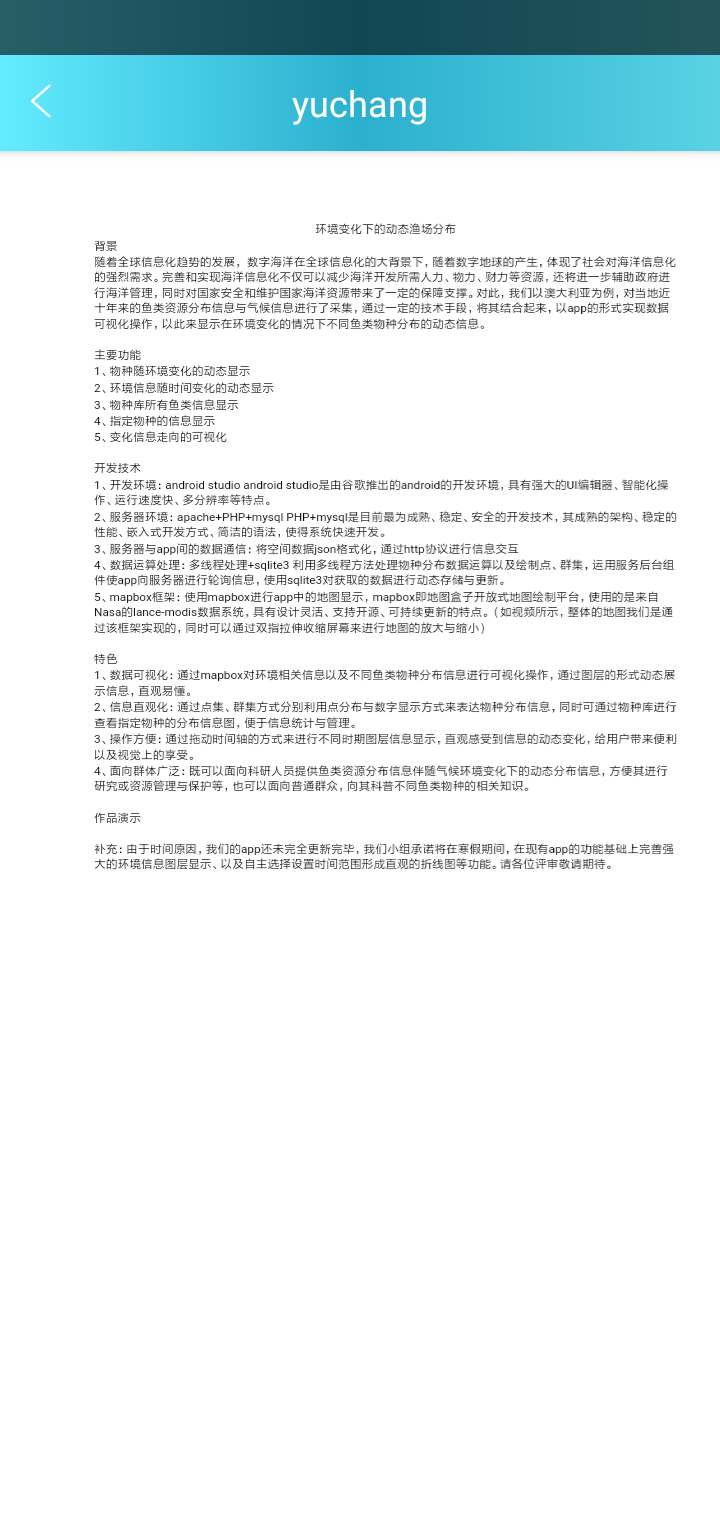 yuchang
环境变化下的动态渔场分布
背景
随着全球信息化趋势的发展，数字海洋在全球信息化的大背景下，随着数字地球的产生，体现了社会对海洋信息化
的强烈需求。完善和实现海洋信息化不仅可以减少海洋开发所需人力、物力、财力等资源，还将进一步辅助政府进
行海洋管理，同时对国家安全和维护国家海洋资源带来了一定的保障支撑。对此，我们以澳大利亚为例，对当地近
十年来的鱼类资源分布信息与气候信息进行了采集，通过一定的技术手段，将其结合起来，以app的形式实现数据
可视化操作，以此来显示在环境变化的情况下不同鱼类物种分布的动态信息。
主要功能
1、物种随环境变化的动态显示
2、环境信息随时间变化的动态显示
3、物种库所有鱼类信息显示
4、指定物种的信息显示
5、变化信息走向的可视化
开发技术
1、开发环境：android studio android studio是由谷歌推出的android的开发环境，具有强大的UI编辑器、智能化操
作、运行速度快、多分辨率等特点。
2、服务器环境：apache+PHP+mysql PHP+mysql是目前最为成熟、稳定、安全的开发技术，其成熟的架构、稳定的
性能、嵌入式开发方式、简洁的语法，使得系统快速开发。
3、服务器与app间的数据通信：将空间数据json格式化，通过http协议进行信息交互
4、数据运算处理：多线程处理+sqlite3 利用多线程方法处理物种分布数据运算以及绘制点、群集，运用服务后台组
件使app向服务器进行轮询信息，使用sqlite3对获取的数据进行动态存储与更新。
5、mapbox框架：使用mapbox进行app中的地图显示，mapbox即地图盒子开放式地图绘制平台，使用的是来自
Nasa的lance-modis数据系统，具有设计灵活、支持开源、可持续更新的特点。（如视频所示，整体的地图我们是通
过该框架实现的，同时可以通过双指拉伸收缩屏幕来进行地图的放大与缩小）
特色
1、数据可视化：通过mapbox对环境相关信息以及不同鱼类物种分布信息进行可视化操作，通过图层的形式动态展
示信息，直观易懂。
2、信息直观化：通过点集、群集方式分别利用点分布与数字显示方式来表达物种分布信息，同时可通过物种库进行
查看指定物种的分布信息图，便于信息统计与管理。
3、操作方便：通过拖动时间轴的方式来进行不同时期图层信息显示，直观感受到信息的动态变化，给用户带来便利
以及视觉上的享受。
4、面向群体广泛：既可以面向科研人员提供鱼类资源分布信息伴随气候环境变化下的动态分布信息，方便其进行
研究或资源管理与保护等，也可以面向普通群众，向其科普不同鱼类物种的相关知识。
作品演示
补充：由于时间原因，我们的app还未完全更新完毕，我们小组承诺将在寒假期间，在现有app的功能基础上完善强
大的环境信息图层显示、以及自主选择设置时间范围形成直观的折线图等功能。请各位评审敬请期待。